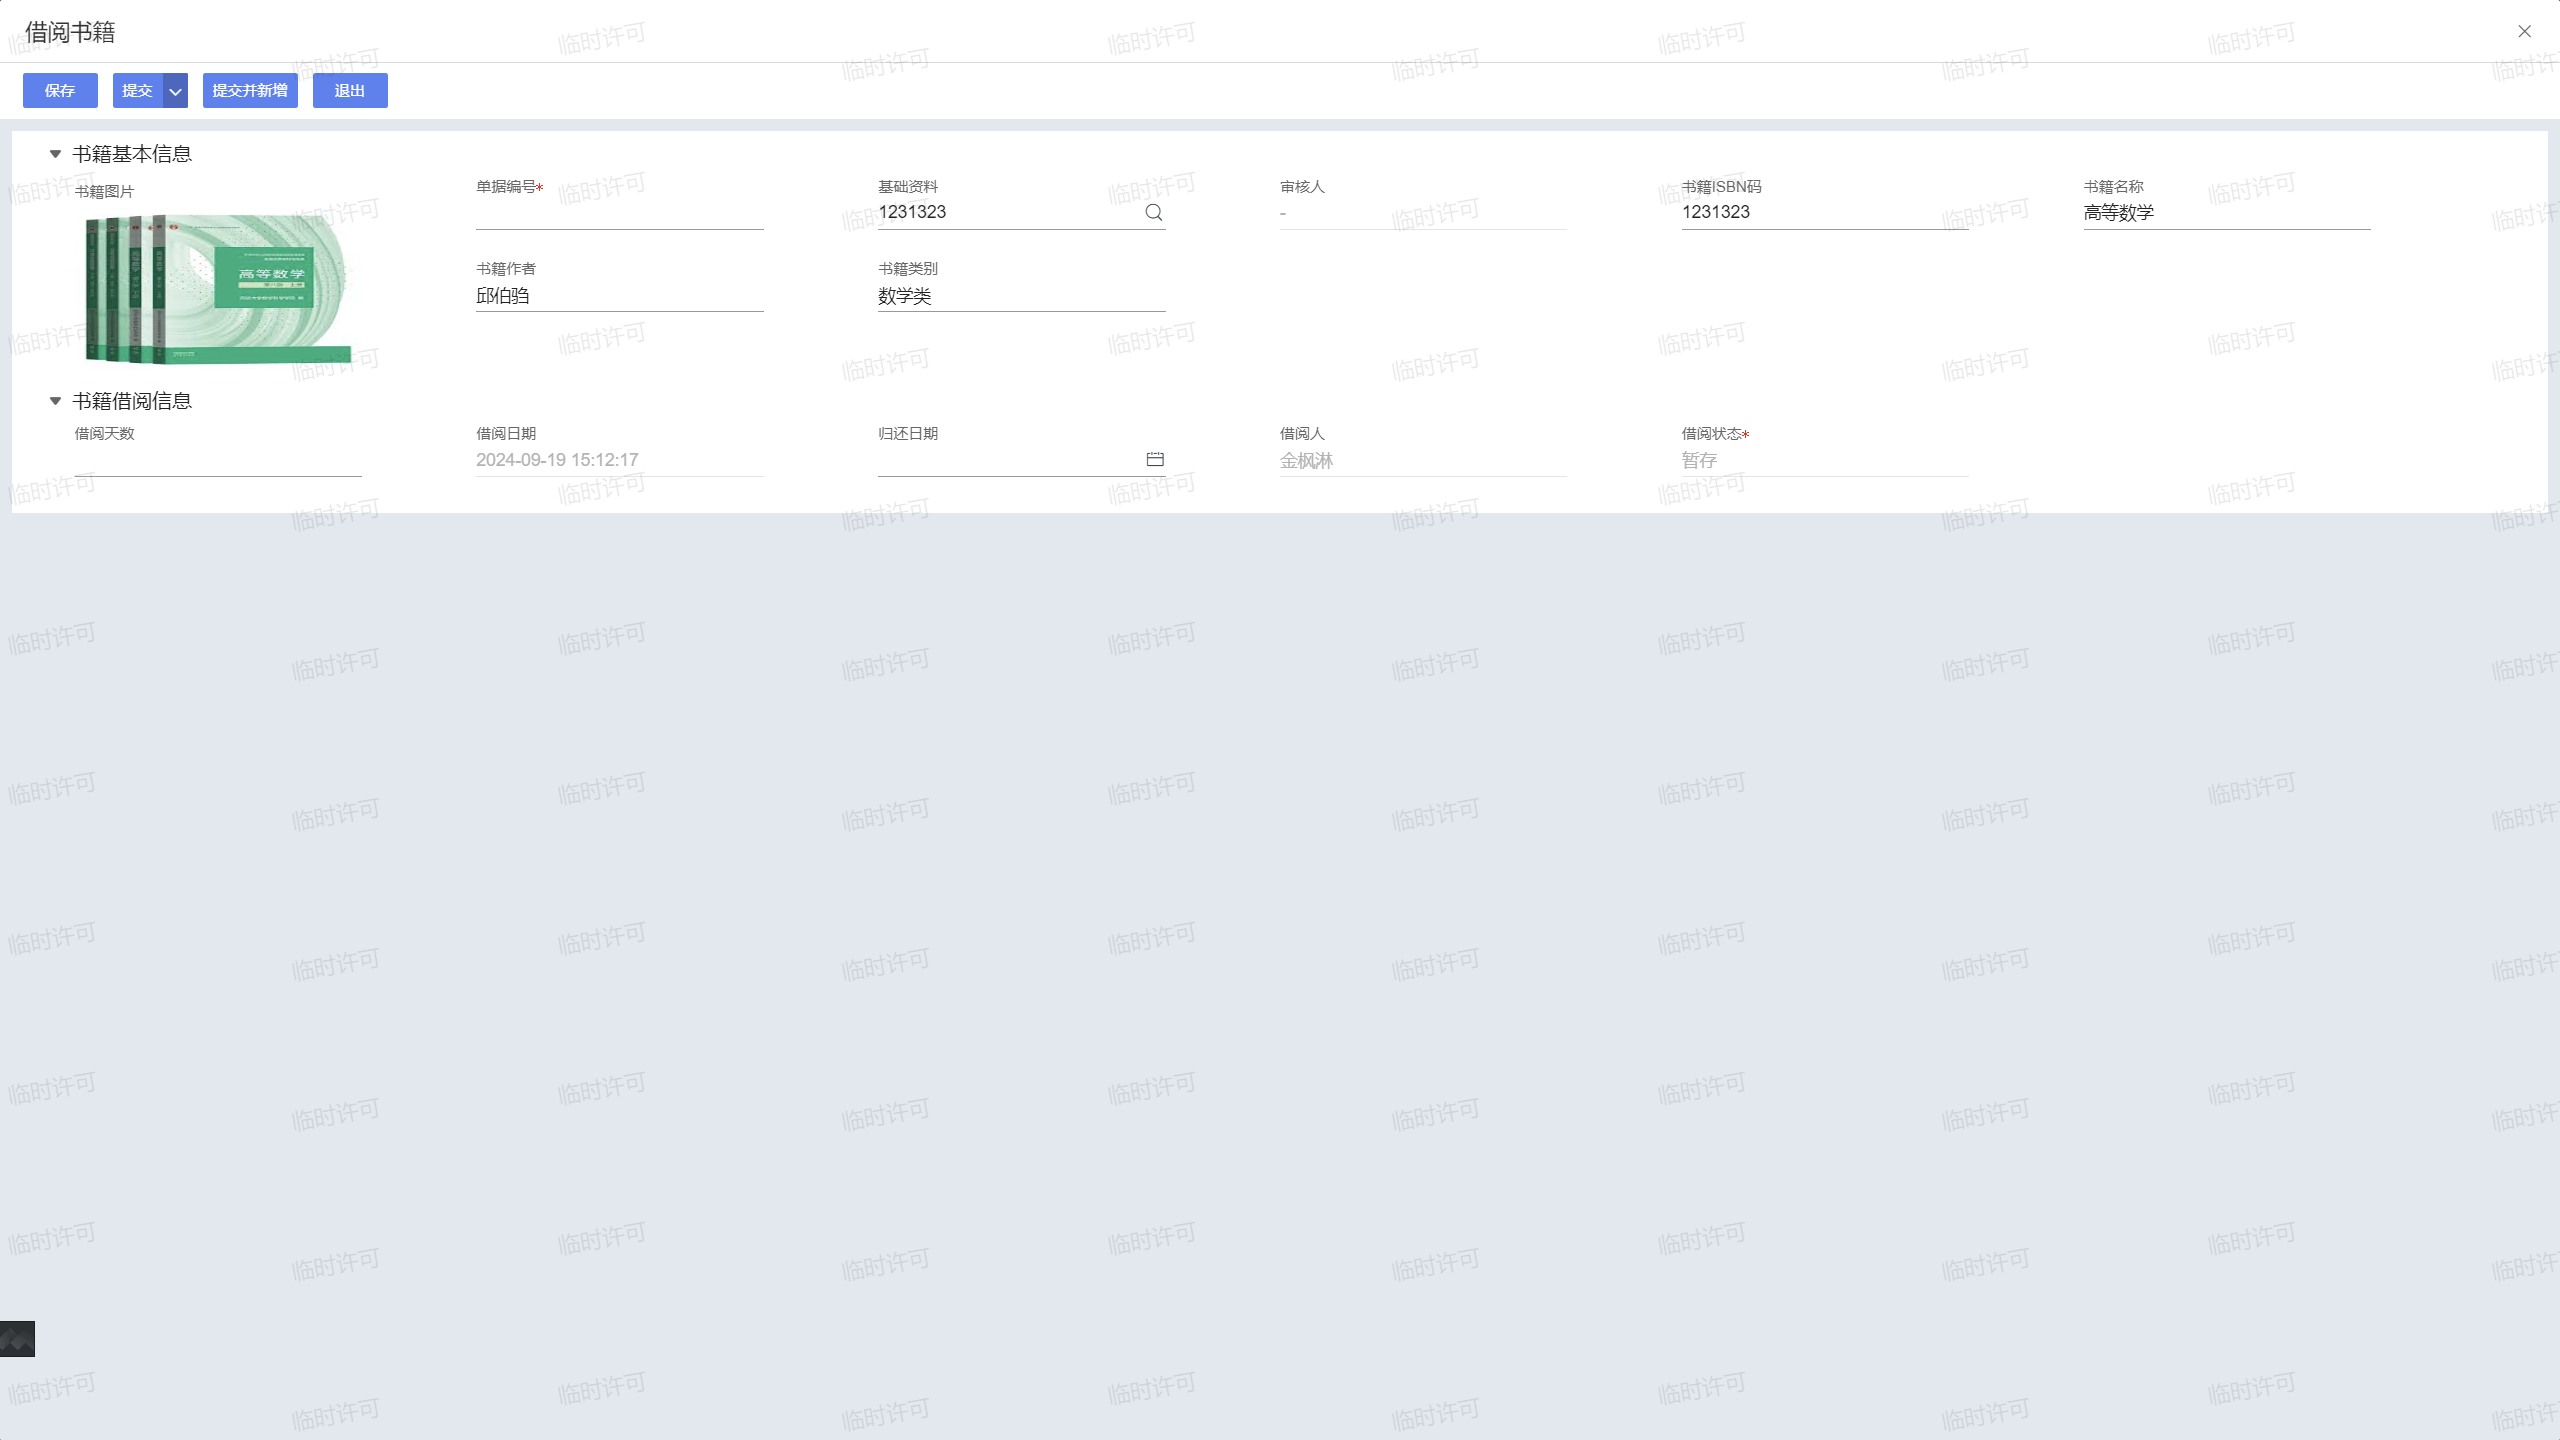 借阅书籍
保存 提交 提交并新增 退出
书籍基本信息
书籍图片
高等数学
单据编号*
基础资料
1231323
审核人
-
书籍ISBN码
1231323
书籍名称
高等数学
书籍作者
邱伯驺
书籍类别
数学类
书籍借阅信息
借阅天数
借阅日期
2024-09-19 15:12:17
归还日期
借阅人
金枫淋
借阅状态*
暂存
临时许可